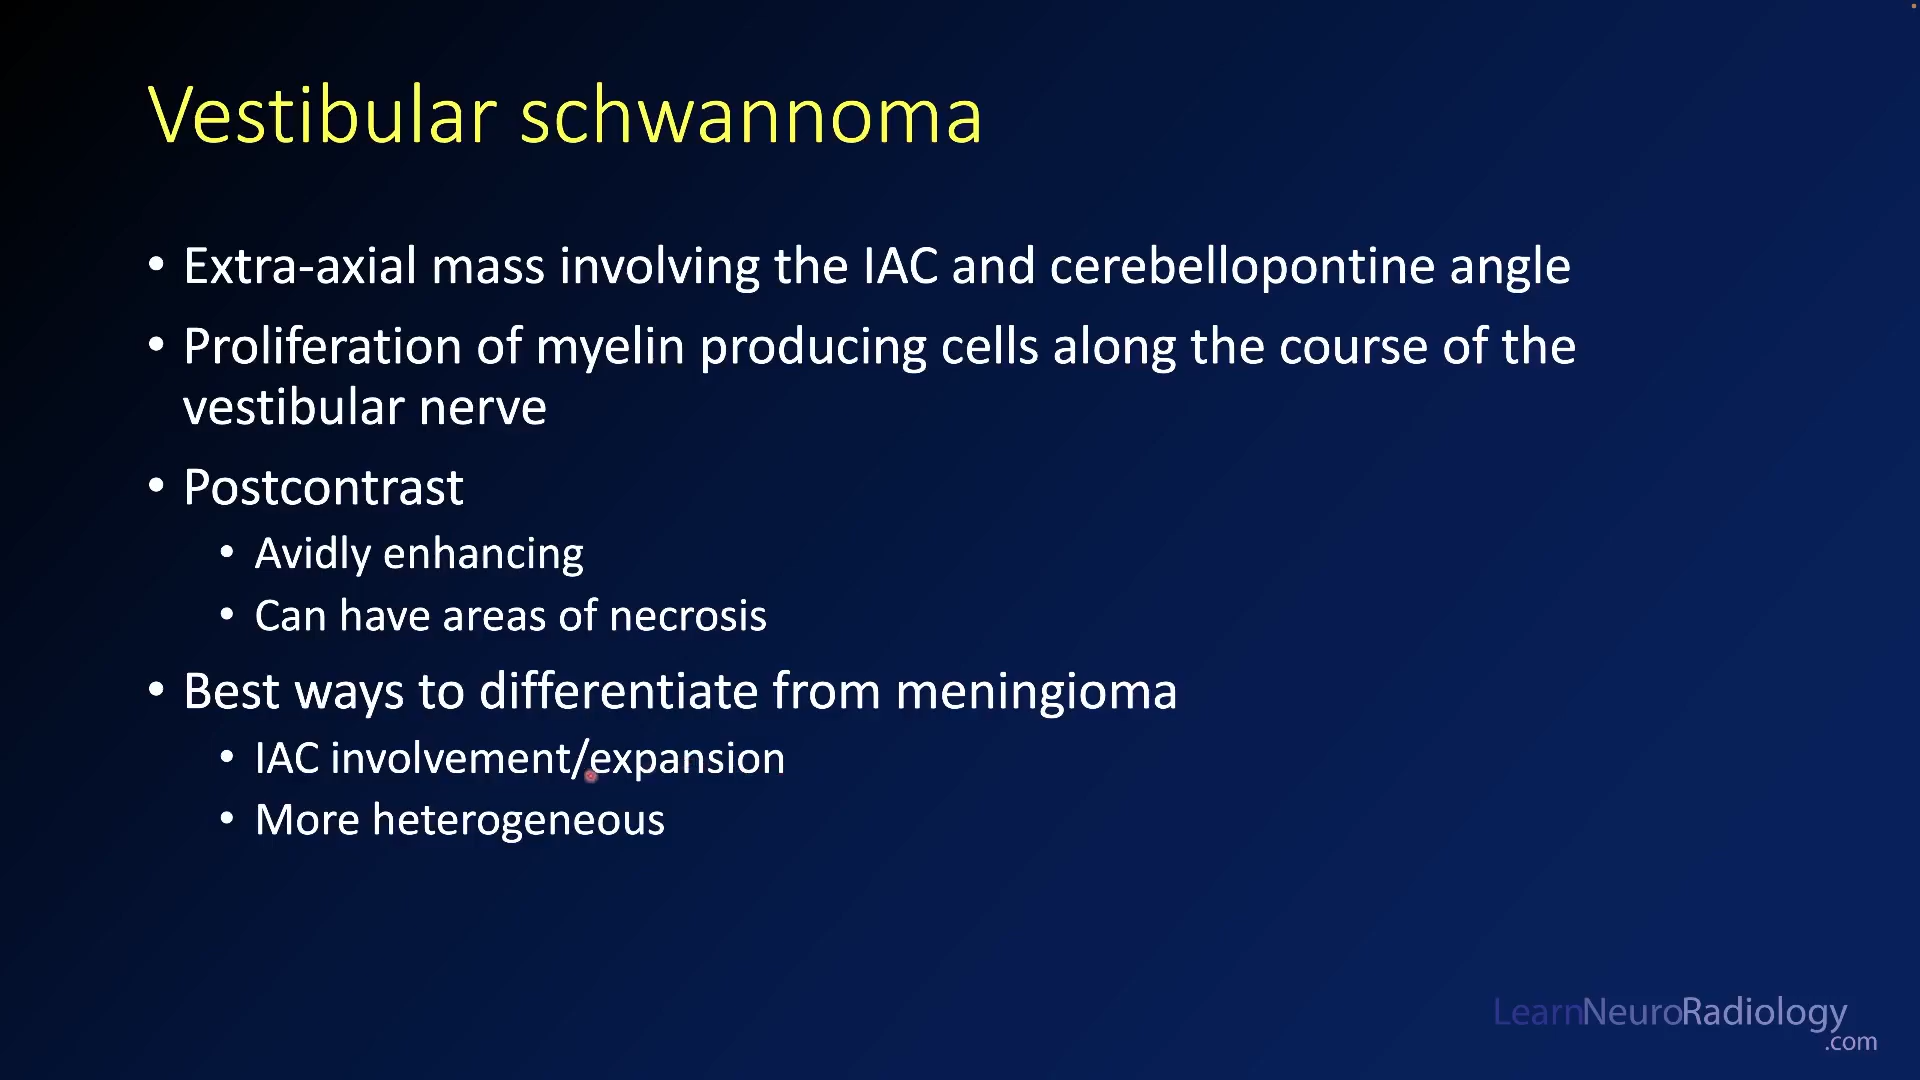 Vestibular schwannoma
• Extra-axial mass involving the IAC and cerebellopontine angle
• Proliferation of myelin producing cells along the course of the
vestibular nerve
• Postcontrast
• Avidly enhancing
• Can have areas of necrosis
• Best ways to differentiate from meningioma
• IAC involvement/expansion
• More heterogeneous
LearnNeuroRadiology
.com